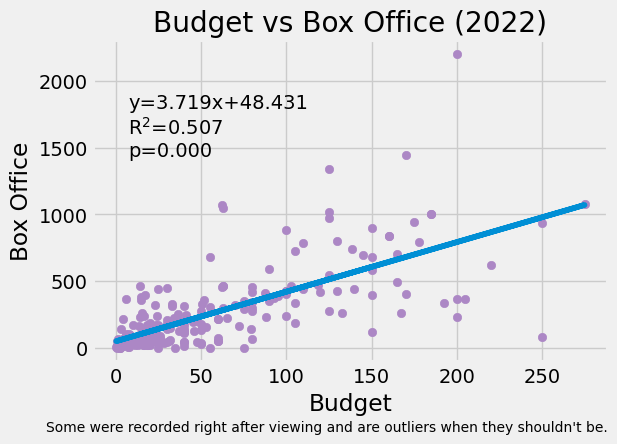 Budget vs Box Office (2022)
y=3.719x+48.431
R²=0.507
p=0.000
Box Office
2000
1500
1000
500
0
0 50 100 150 200 250
Budget
Some were recorded right after viewing and are outliers when they shouldn't be.